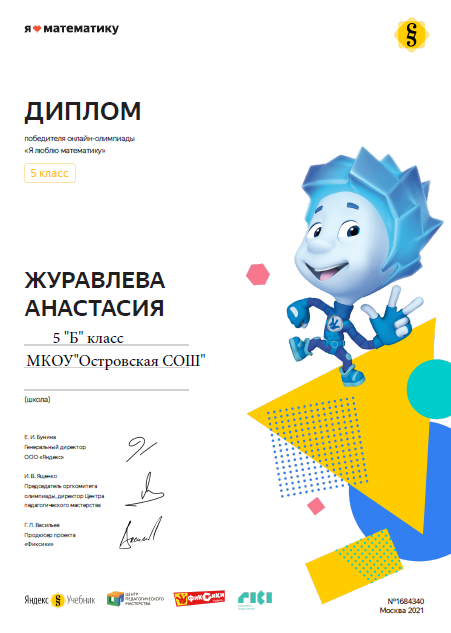 я ❤ математику
ДИПЛОМ
победителя онлайн-олимпиады
«Я люблю математику»
5 класс
ЖУРАВЛЕВА
АНАСТАСИЯ
5 "Б" класс
МКОУ"Островская СОШ"
(школа)
Е. И. Бунина
Генеральный директор
ООО «Яндекс»
И. В. Ященко
Председатель оргкомитета
олимпиады, директор Центра
педагогического мастерства
Г. Л. Васильев
Продюсер проекта
«Фиксики»
Яндекс § Учебник
ЦЕНТР
ПЕДАГОГИЧЕСКОГО
МАСТЕРСТВА
ФИКСИКИ
№1684340
Москва 2021